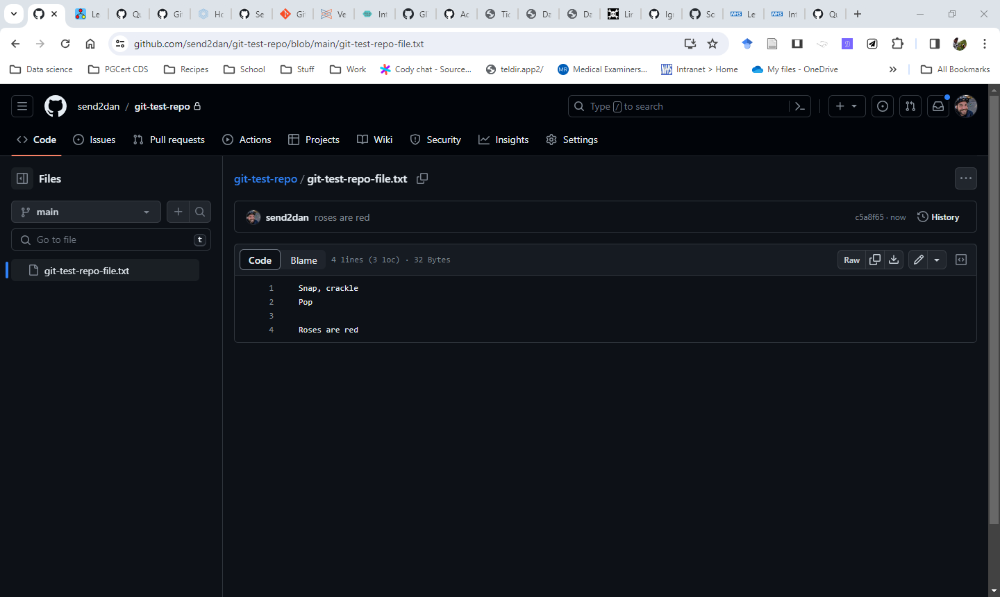 Le
Qu
Gi
Ho
Se
Gi
Ve
Int
Gl
Ac
Tic
Da
Da
Lir
Ig
Sc
Le
Int
Qu
github.com/send2dan/git-test-repo/blob/main/git-test-repo-file.txt
Data science PGCert CDS Recipes School Stuff Work Cody chat - Source... teldir.app2/ MR Medical Examiners... NHS Intranet > Home My files - OneDrive » All Bookmarks
send2dan / git-test-repo Type / to search
Code Issues Pull requests Actions Projects Wiki Security Insights Settings
Files
git-test-repo / git-test-repo-file.txt
main
send2dan roses are red c5a8f65 · now History
Go to file t
Code Blame 4 lines (3 loc) · 32 Bytes Raw
git-test-repo-file.txt
1 Snap, crackle
2 Pop
3
4 Roses are red